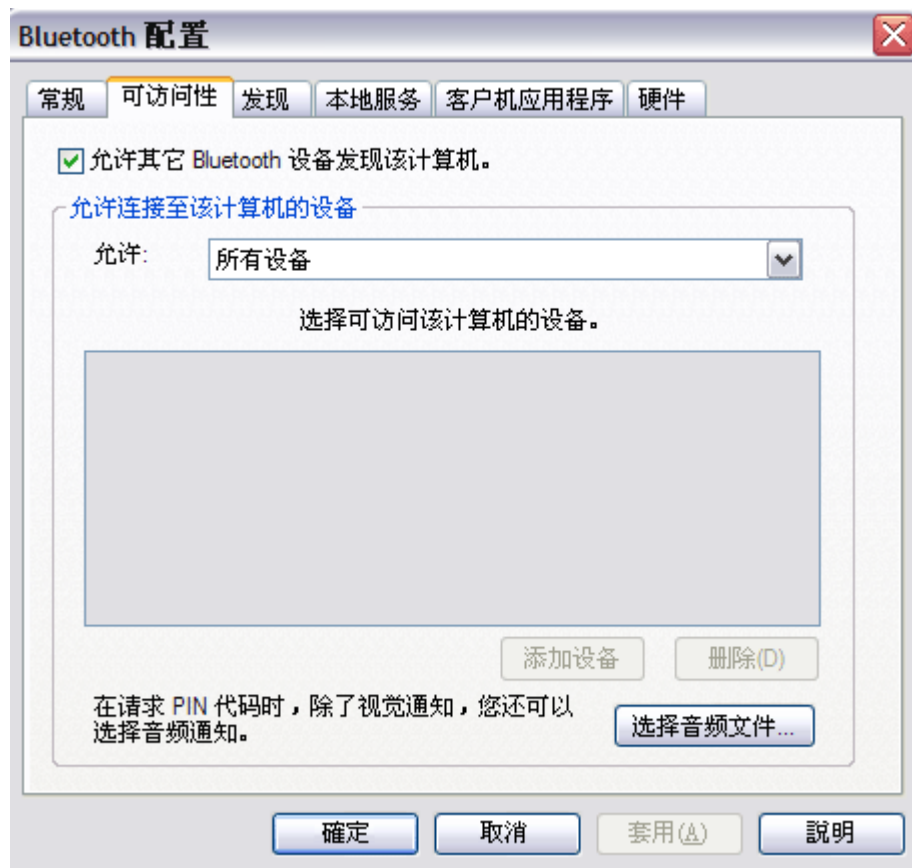 Bluetooth 配置
常规 可访问性 发现 本地服务 客户机应用程序 硬件
允许其它 Bluetooth 设备发现该计算机。
允许连接至该计算机的设备
允许: 所有设备
选择可访问该计算机的设备。
添加设备 删除(D)
在请求 PIN 代码时，除了视觉通知，您还可以
选择音频通知。
选择音频文件...
確定 取消 套用(A) 說明